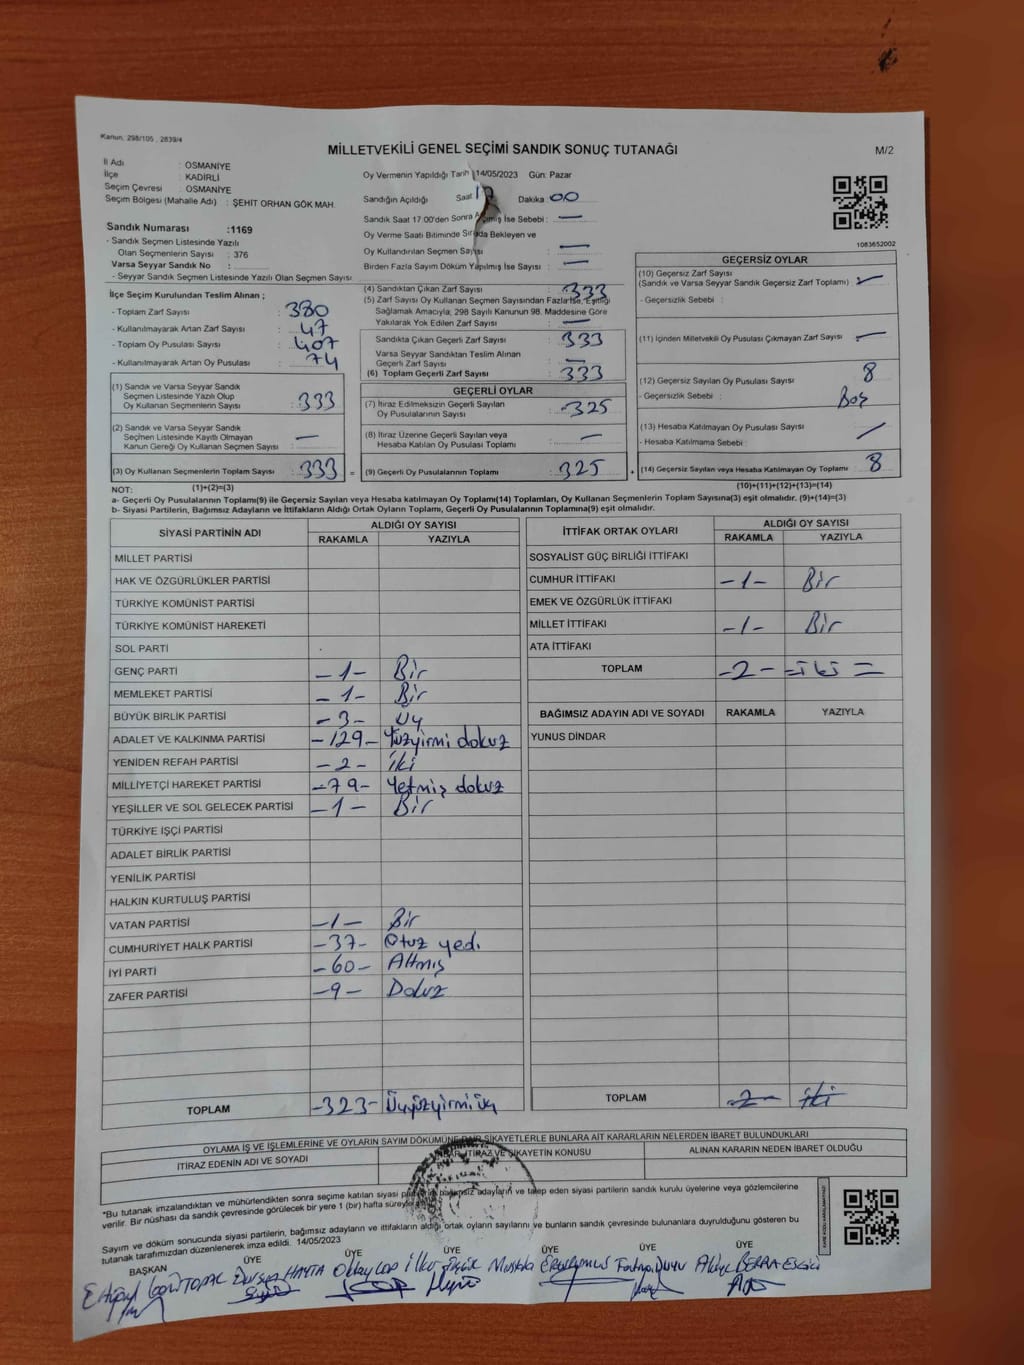 Kanun, 298/105 , 2839/4
MİLLETVEKİLİ GENEL SEÇİMİ SANDIK SONUÇ TUTANAĞI
M/2
İl Adı : OSMANİYE
İlçe : KADİRLİ
Seçim Çevresi : OSMANİYE
Seçim Bölgesi (Mahalle Adı) : ŞEHİT ORHAN GÖK MAH.
Sandık Numarası :1169
- Sandık Seçmen Listesinde Yazılı
Olan Seçmenlerin Sayısı : 376
Varsa Seyyar Sandık No :
- Seyyar Sandık Seçmen Listesinde Yazılı Olan Seçmen Sayısı:
Oy Vermenin Yapıldığı Tarih : 14/05/2023 Gün: Pazar
Sandığın Açıldığı Saat Dakika 00
Sandık Saat 17:00'den Sonra Açılmış İse Sebebi : —
Oy Verme Saati Bitiminde Sırada Bekleyen ve
Oy Kullandırılan Seçmen Sayısı —
Birden Fazla Sayım Döküm Yapılmış İse Sayısı : —
1083652002
İlçe Seçim Kurulundan Teslim Alınan ;
- Toplam Zarf Sayısı : 380
- Kullanılmayarak Artan Zarf Sayısı : 47
- Toplam Oy Pusulası Sayısı : 407
- Kullanılmayarak Artan Oy Pusulası : 74
(1) Sandık ve Varsa Seyyar Sandık
Seçmen Listesinde Yazılı Olup
Oy Kullanan Seçmenlerin Sayısı : 333
(2) Sandık ve Varsa Seyyar Sandık
Seçmen Listesinde Kayıtlı Olmayan
Kanun Gereği Oy Kullanan Seçmen Sayısı : —
(3) Oy Kullanan Seçmenlerin Toplam Sayısı : 333 =
(4) Sandıktan Çıkan Zarf Sayısı : 333
(5) Zarf Sayısı Oy Kullanan Seçmen Sayısından Fazla İse, Eşitliği
Sağlamak Amacıyla, 298 Sayılı Kanunun 98. Maddesine Göre
Yakılarak Yok Edilen Zarf Sayısı : —
Sandıkta Çıkan Geçerli Zarf Sayısı : 333
Varsa Seyyar Sandıktan Teslim Alınan
Geçerli Zarf Sayısı : —
(6) Toplam Geçerli Zarf Sayısı : 333
GEÇERLİ OYLAR
(7) İtiraz Edilmeksizin Geçerli Sayılan
Oy Pusulalarının Sayısı : 325
(8) İtiraz Üzerine Geçerli Sayılan veya
Hesaba Katılan Oy Pusulası Toplamı : —
(9) Geçerli Oy Pusulalarının Toplamı : 325 +
GEÇERSİZ OYLAR
(10) Geçersiz Zarf Sayısı
(Sandık ve Varsa Seyyar Sandık Geçersiz Zarf Toplamı) : —
- Geçersizlik Sebebi :
(11) İçinden Milletvekili Oy Pusulası Çıkmayan Zarf Sayısı : —
(12) Geçersiz Sayılan Oy Pusulası Sayısı : 8
- Geçersizlik Sebebi : Boş
(13) Hesaba Katılmayan Oy Pusulası Sayısı : —
- Hesaba Katılmama Sebebi :
(14) Geçersiz Sayılan veya Hesaba Katılmayan Oy Toplamı : 8
NOT: (1)+(2)=(3) (10)+(11)+(12)+(13)=(14)
a- Geçerli Oy Pusulalarının Toplamı(9) ile Geçersiz Sayılan veya Hesaba katılmayan Oy Toplamı(14) Toplamları, Oy Kullanan Seçmenlerin Toplam Sayısına(3) eşit olmalıdır. (9)+(14)=(3)
b- Siyasi Partilerin, Bağımsız Adayların ve İttifakların Aldığı Ortak Oyların Toplamı, Geçerli Oy Pusulalarının Toplamına(9) eşit olmalıdır.
SİYASİ PARTİNİN ADI ALDIĞI OY SAYISI
RAKAMLA YAZIYLA
MİLLET PARTİSİ
HAK VE ÖZGÜRLÜKLER PARTİSİ
TÜRKİYE KOMÜNİST PARTİSİ
TÜRKİYE KOMÜNİST HAREKETİ
SOL PARTİ
GENÇ PARTİ -1- Bir
MEMLEKET PARTİSİ -1- Bir
BÜYÜK BİRLİK PARTİSİ -3- Üç
ADALET VE KALKINMA PARTİSİ -129- Yüzyirmi dokuz
YENİDEN REFAH PARTİSİ -2- iki
MİLLİYETÇİ HAREKET PARTİSİ -79- Yetmiş dokuz
YEŞİLLER VE SOL GELECEK PARTİSİ -1- Bir
TÜRKİYE İŞÇİ PARTİSİ
ADALET BİRLİK PARTİSİ
YENİLİK PARTİSİ
HALKIN KURTULUŞ PARTİSİ
VATAN PARTİSİ -1- Bir
CUMHURİYET HALK PARTİSİ -37- Otuz yedi
İYİ PARTİ -60- Altmış
ZAFER PARTİSİ -9- Dokuz
TOPLAM -323- Üçyüzyirmiüç
İTTİFAK ORTAK OYLARI ALDIĞI OY SAYISI
RAKAMLA YAZIYLA
SOSYALİST GÜÇ BİRLİĞİ İTTİFAKI
CUMHUR İTTİFAKI -1- Bir
EMEK VE ÖZGÜRLÜK İTTİFAKI
MİLLET İTTİFAKI -1- Bir
ATA İTTİFAKI
TOPLAM -2- =iki=
BAĞIMSIZ ADAYIN ADI VE SOYADI RAKAMLA YAZIYLA
YUNUS DİNDAR
TOPLAM -2- iki
OYLAMA İŞ VE İŞLEMLERİNE VE OYLARIN SAYIM DÖKÜMÜNE DAİR ŞİKAYETLERLE BUNLARA AİT KARARLARIN NELERDEN İBARET BULUNDUKLARI
İTİRAZ EDENİN ADI VE SOYADI İTİRAZ VE ŞİKAYETİN KONUSU ALINAN KARARIN NEDEN İBARET OLDUĞU
*Bu tutanak imzalandıktan ve mühürlendikten sonra seçime katılan siyasi bağımsız adayların ve talep eden siyasi partilerin sandık kurulu üyelerine veya gözlemcilerine
verilir. Bir nüshası da sandık çevresinde görülecek bir yere 1 (bir) hafta
Sayım ve döküm sonucunda siyasi partilerin, bağımsız adayların ve ittifakların aldığı ortak oyların sayılarını ve bunların sandık çevresinde bulunanlara duyrulduğunu gösteren bu
tutanak tarafımızdan düzenlenerek imza edildi. 14/05/2023
BAŞKAN ÜYE ÜYE ÜYE ÜYE ÜYE ÜYE